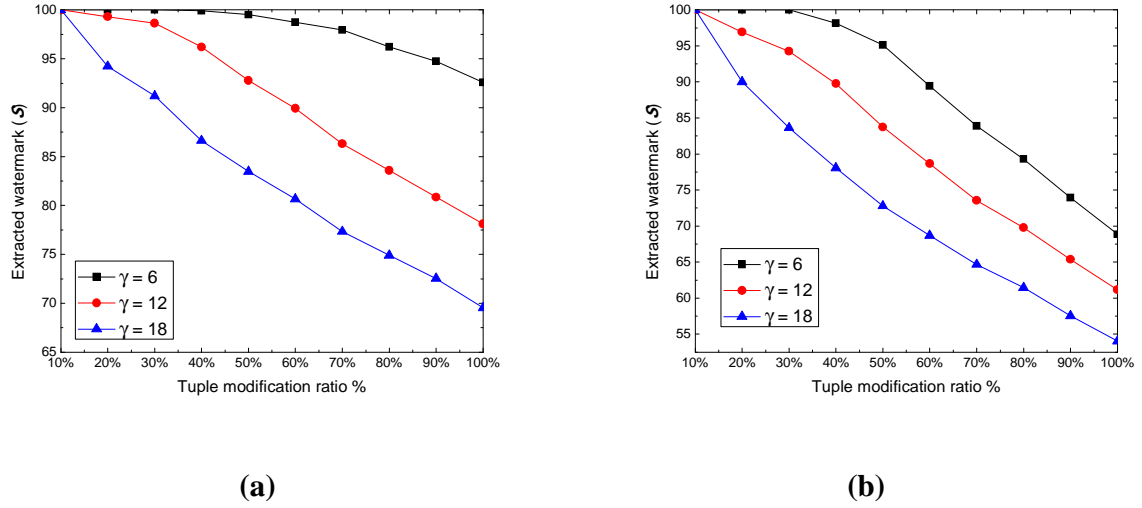 100
95
90
85
80
75
70
65
10% 20% 30% 40% 50% 60% 70% 80% 90% 100%
Extracted watermark (S)
Tuple modification ratio %
γ = 6
γ = 12
γ = 18
(a)
100
95
90
85
80
75
70
65
60
55
10% 20% 30% 40% 50% 60% 70% 80% 90% 100%
Extracted watermark (S)
Tuple modification ratio %
γ = 6
γ = 12
γ = 18
(b)